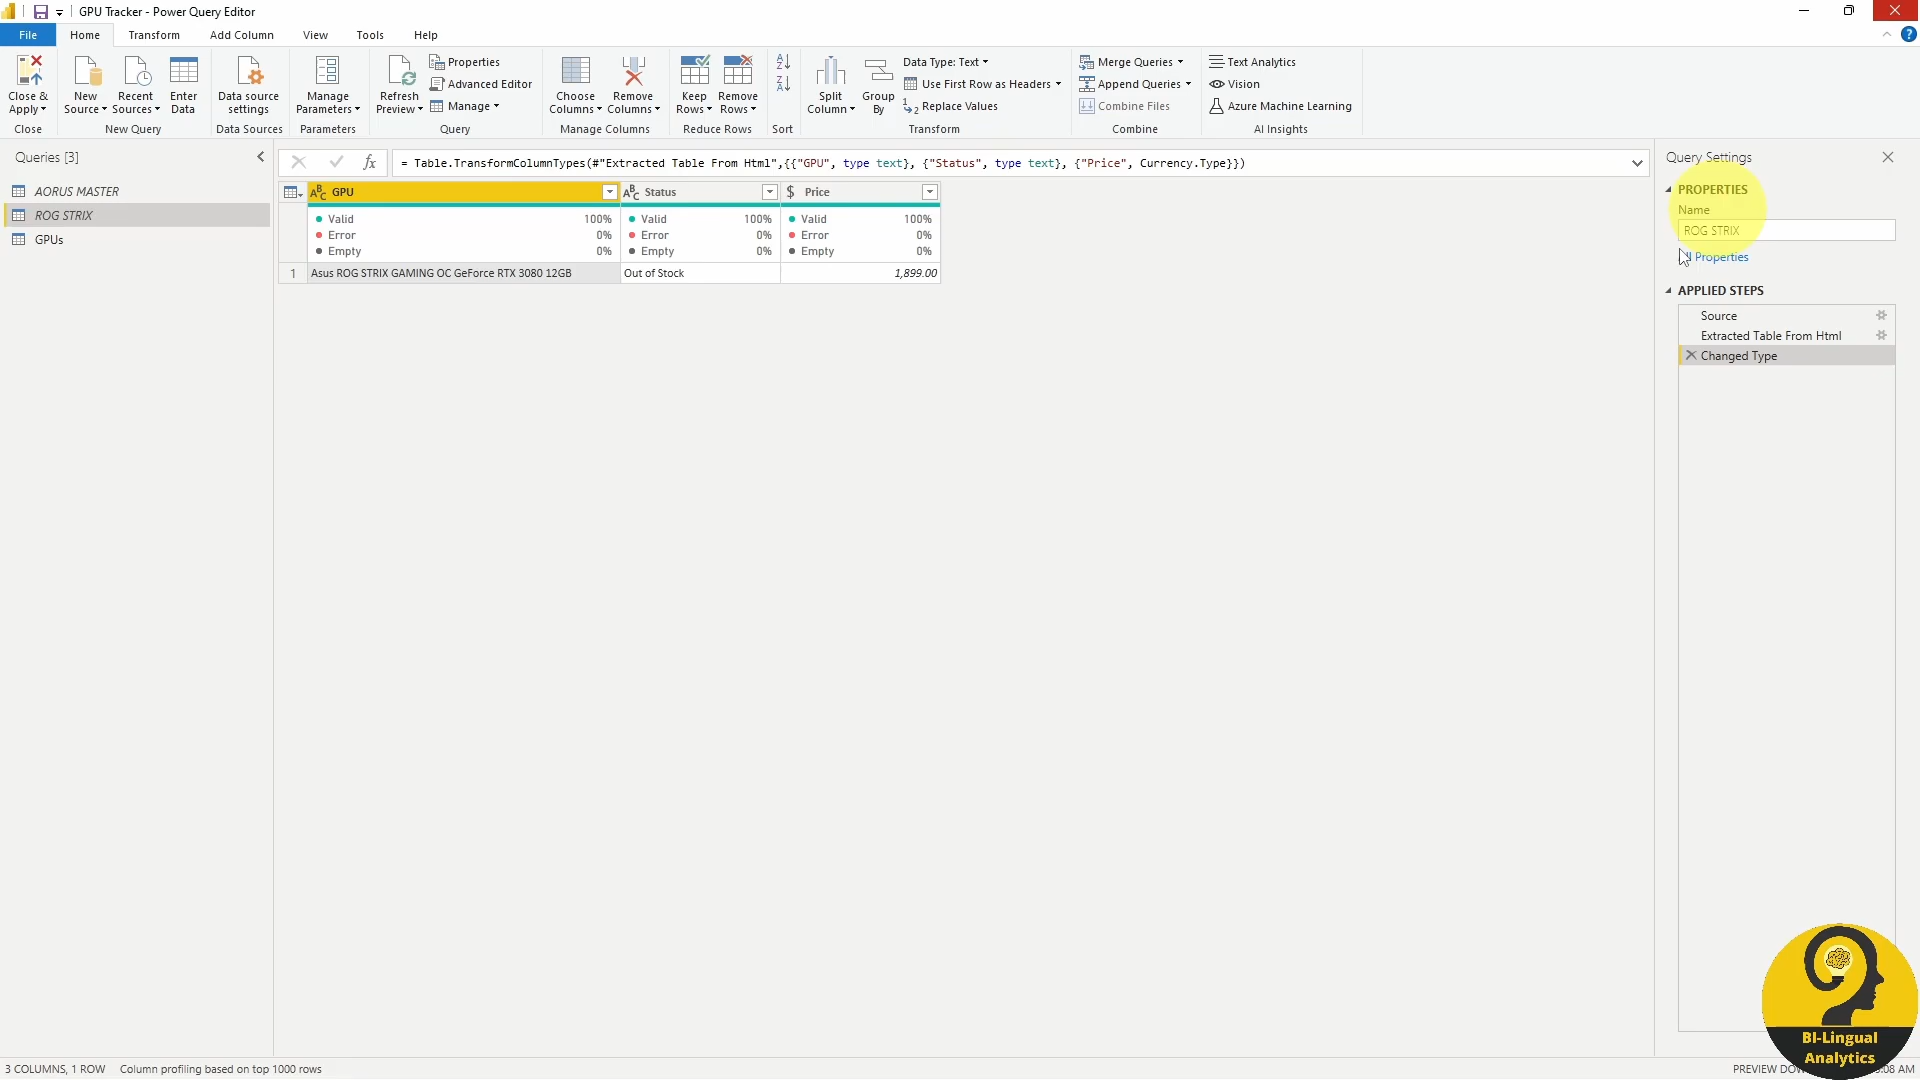 GPU Tracker - Power Query Editor
File Home Transform Add Column View Tools Help
Close & Apply
Close
New Source
Recent Sources
Enter Data
New Query
Data source settings
Data Sources
Manage Parameters
Parameters
Refresh Preview
Properties
Advanced Editor
Manage
Query
Choose Columns
Remove Columns
Manage Columns
Keep Rows
Remove Rows
Reduce Rows
Sort
Split Column
Group By
Data Type: Text
Use First Row as Headers
Replace Values
Transform
Merge Queries
Append Queries
Combine Files
Combine
Text Analytics
Vision
Azure Machine Learning
AI Insights
Queries [3]
AORUS MASTER
ROG STRIX
GPUs
fx = Table.TransformColumnTypes(#"Extracted Table From Html",{{"GPU", type text}, {"Status", type text}, {"Price", Currency.Type}})
GPU Status $ Price
Valid 100% Valid 100% Valid 100%
Error 0% Error 0% Error 0%
Empty 0% Empty 0% Empty 0%
1 Asus ROG STRIX GAMING OC GeForce RTX 3080 12GB Out of Stock 1,899.00
Query Settings
PROPERTIES
Name
ROG STRIX
Properties
APPLIED STEPS
Source
Extracted Table From Html
Changed Type
BI-Lingual
Analytics
3 COLUMNS, 1 ROW Column profiling based on top 1000 rows
PREVIEW AM